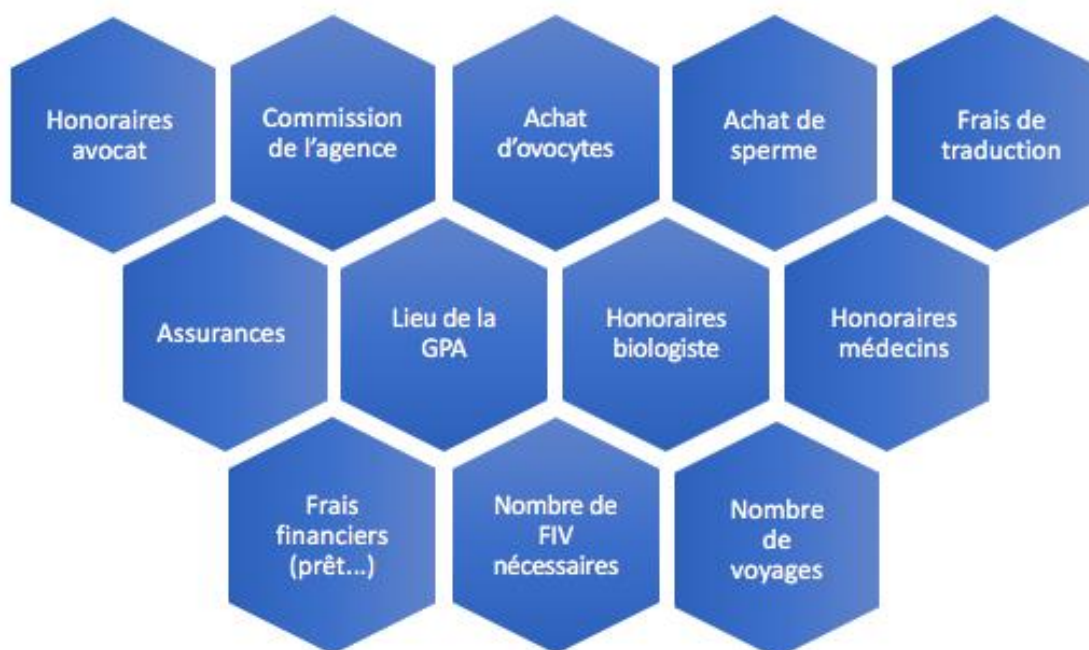 Honoraires
avocat
Commission
de l’agence
Achat
d’ovocytes
Achat de
sperme
Frais de
traduction
Assurances
Lieu de la
GPA
Honoraires
biologiste
Honoraires
médecins
Frais
financiers
(prêt...)
Nombre de
FIV
nécessaires
Nombre
de
voyages